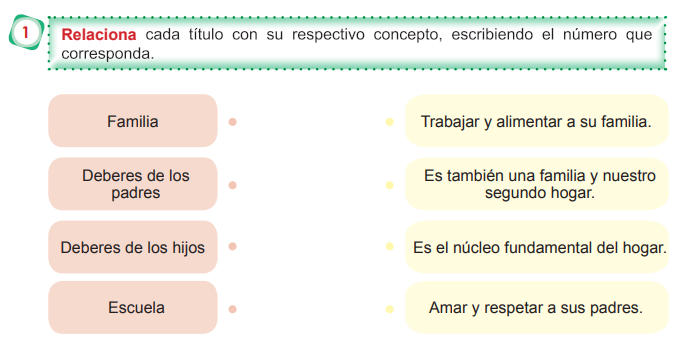 1
Relaciona cada título con su respectivo concepto, escribiendo el número que
corresponda.
Familia
Trabajar y alimentar a su familia.
Deberes de los
padres
Es también una familia y nuestro
segundo hogar.
Deberes de los hijos
Es el núcleo fundamental del hogar.
Escuela
Amar y respetar a sus padres.